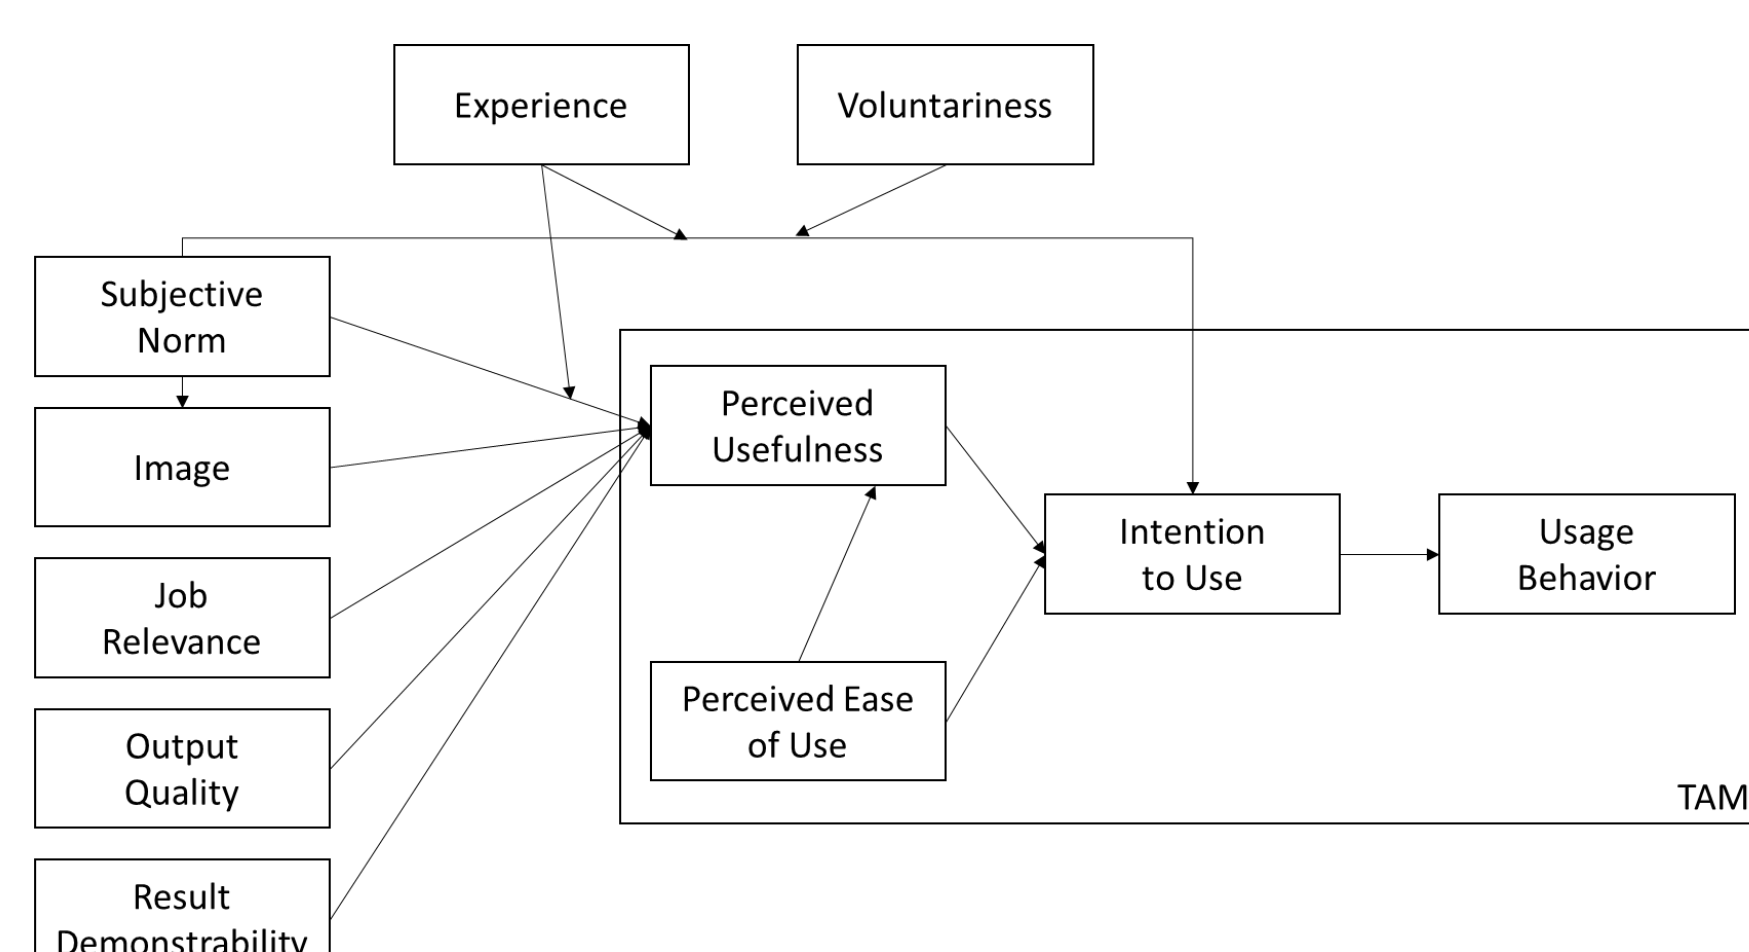 Experience
Voluntariness
Subjective
Norm
Image
Job
Relevance
Output
Quality
Result
Demonstrability
Perceived
Usefulness
Perceived Ease
of Use
Intention
to Use
Usage
Behavior
TAM